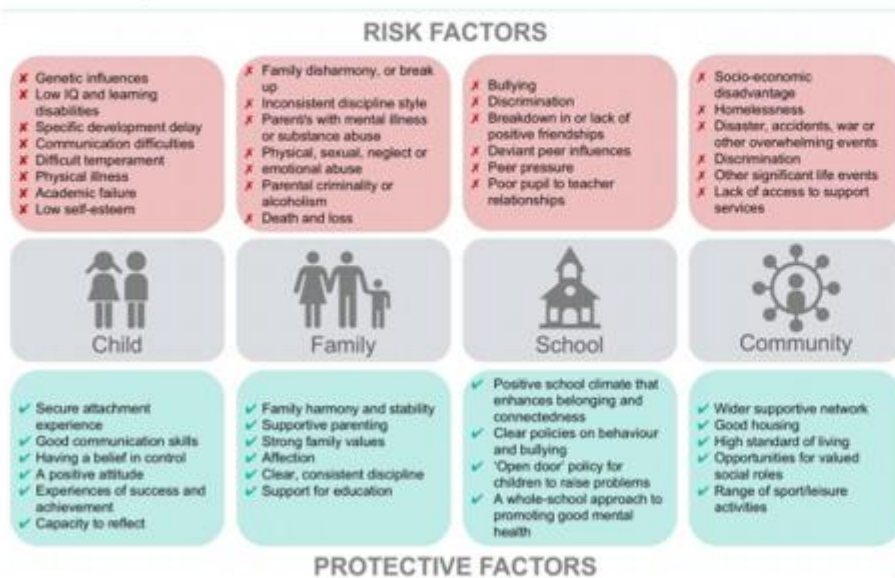 RISK FACTORS
✗ Genetic influences
✗ Low IQ and learning
disabilities
✗ Specific development delay
✗ Communication difficulties
✗ Difficult temperament
✗ Physical illness
✗ Academic failure
✗ Low self-esteem
✗ Family disharmony, or break
up
✗ Inconsistent discipline style
✗ Parent's with mental illness
or substance abuse
✗ Physical, sexual, neglect or
✗ emotional abuse
✗ Parental criminality or
alcoholism
✗ Death and loss
✗ Bullying
✗ Discrimination
✗ Breakdown in or lack of
positive friendships
✗ Deviant peer influences
✗ Peer pressure
✗ Poor pupil to teacher
relationships
✗ Socio-economic
disadvantage
✗ Homelessness
✗ Disaster, accidents, war or
other overwhelming events
✗ Discrimination
✗ Other significant life events
✗ Lack of access to support
services
Child
Family
School
Community
✓ Secure attachment
experience
✓ Good communication skills
✓ Having a belief in control
✓ A positive attitude
✓ Experiences of success and
achievement
✓ Capacity to reflect
✓ Family harmony and stability
✓ Supportive parenting
✓ Strong family values
✓ Affection
✓ Clear, consistent discipline
✓ Support for education
✓ Positive school climate that
enhances belonging and
connectedness
✓ Clear policies on behaviour
and bullying
✓ 'Open door' policy for
children to raise problems
✓ A whole-school approach to
promoting good mental
health
✓ Wider supportive network
✓ Good housing
✓ High standard of living
✓ Opportunities for valued
social roles
✓ Range of sport/leisure
activities
PROTECTIVE FACTORS